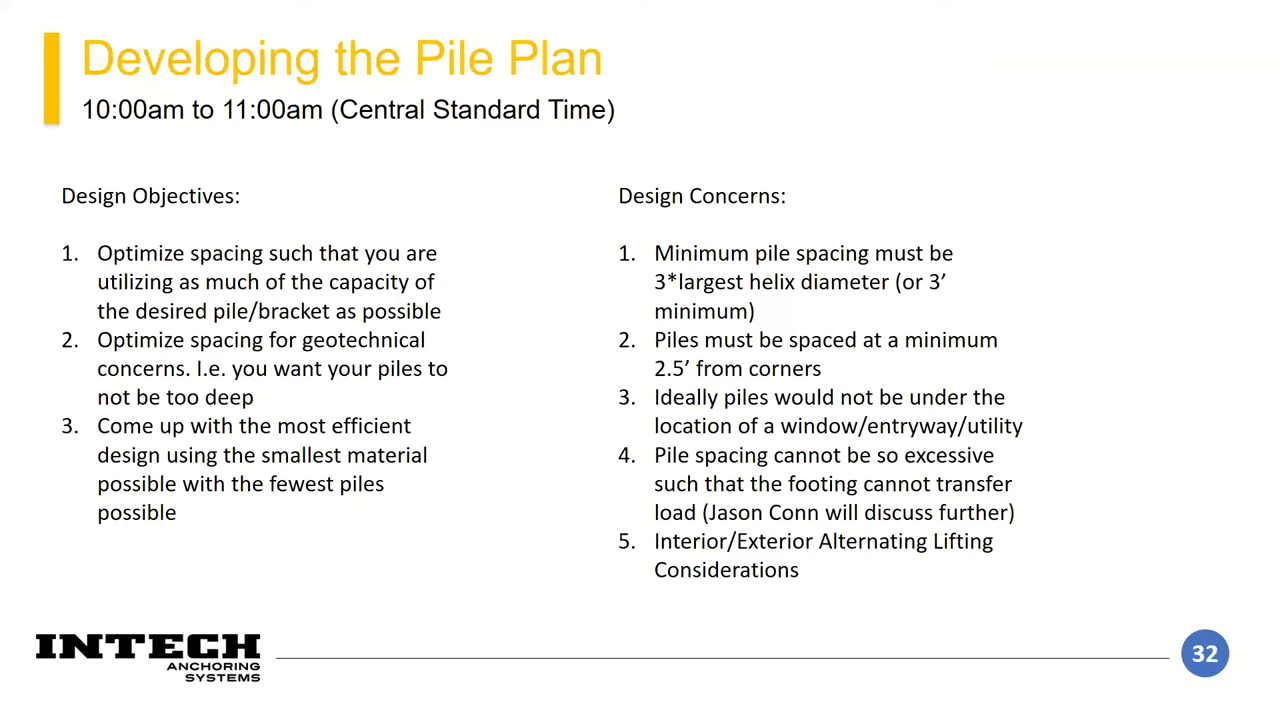 Developing the Pile Plan
10:00am to 11:00am (Central Standard Time)
Design Objectives:
1. Optimize spacing such that you are
utilizing as much of the capacity of
the desired pile/bracket as possible
2. Optimize spacing for geotechnical
concerns. I.e. you want your piles to
not be too deep
3. Come up with the most efficient
design using the smallest material
possible with the fewest piles
possible
Design Concerns:
1. Minimum pile spacing must be
3*largest helix diameter (or 3’
minimum)
2. Piles must be spaced at a minimum
2.5’ from corners
3. Ideally piles would not be under the
location of a window/entryway/utility
4. Pile spacing cannot be so excessive
such that the footing cannot transfer
load (Jason Conn will discuss further)
5. Interior/Exterior Alternating Lifting
Considerations
INTECH
ANCHORING
SYSTEMS
32